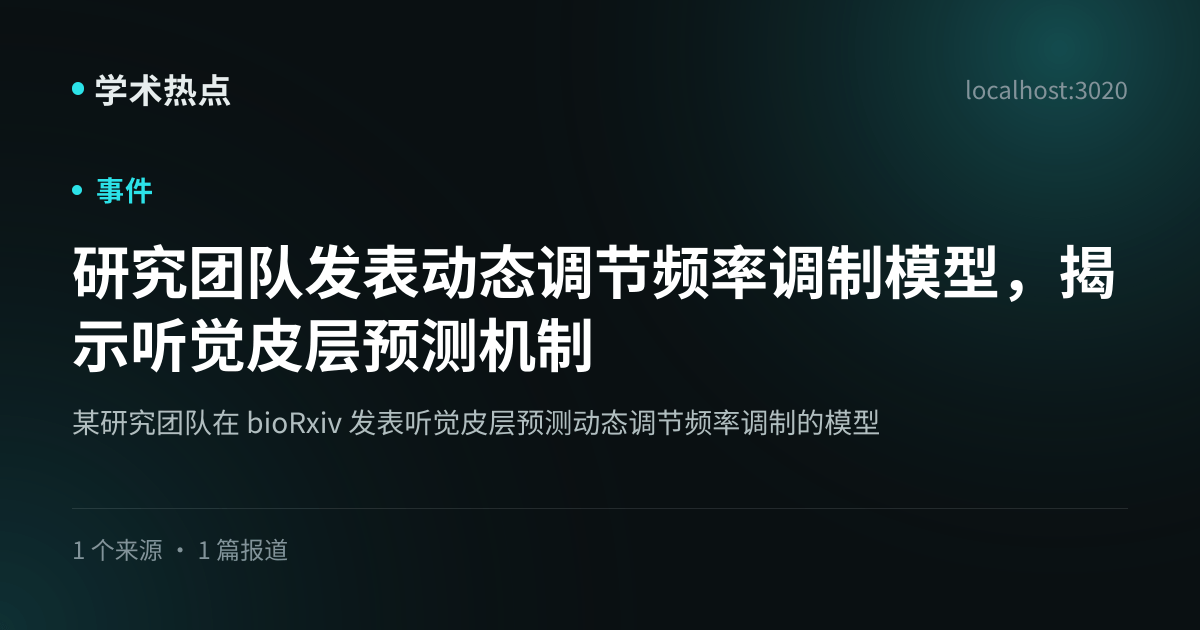 学术热点
localhost:3020
事件
研究团队发表动态调节频率调制模型，揭
示听觉皮层预测机制
某研究团队在 bioRxiv 发表听觉皮层预测动态调节频率调制的模型
1 个来源 · 1 篇报道